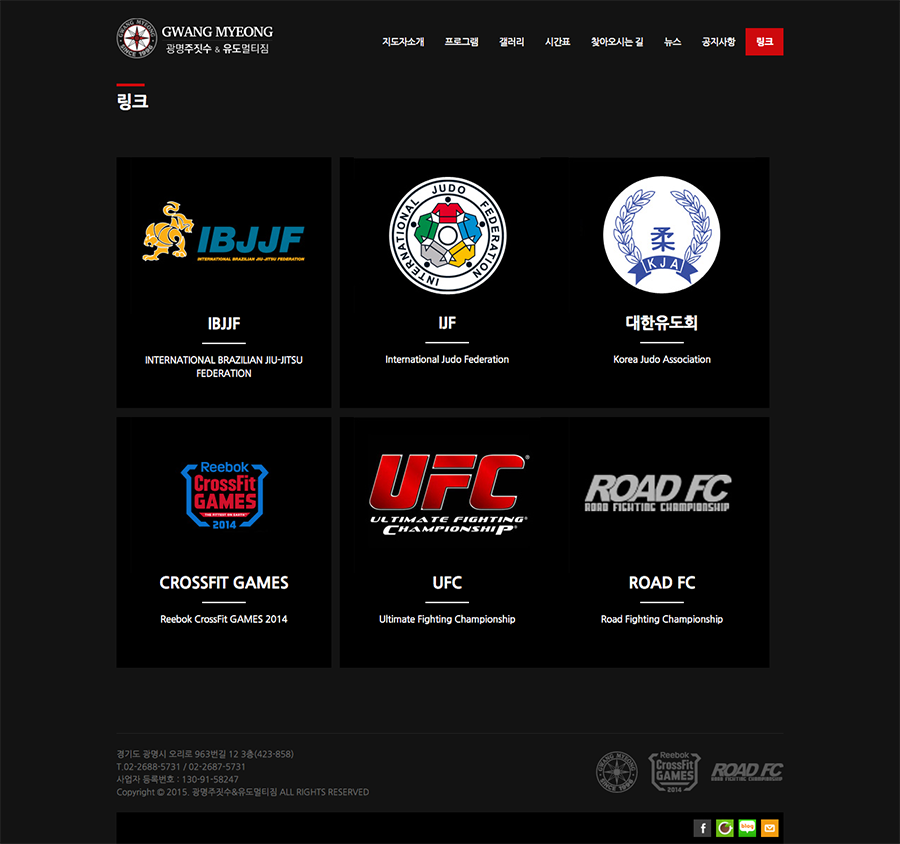 GWANG MYEONG
SINCE 1996
GWANG MYEONG
광명주짓수 & 유도멀티짐
지도자소개 프로그램 갤러리 시간표 찾아오시는 길 뉴스 공지사항 링크
링크
IBJJF
INTERNATIONAL BRAZILIAN JIU-JITSU FEDERATION
INTERNATIONAL JUDO FEDERATION
柔
KJA
IBJJF
INTERNATIONAL BRAZILIAN JIU-JITSU
FEDERATION
IJF
International Judo Federation
대한유도회
Korea Judo Association
Reebok
CrossFit
GAMES
THE FITTEST ON EARTH
2014
UFC
ULTIMATE FIGHTING
CHAMPIONSHIP
ROAD FC
ROAD FIGHTING CHAMPIONSHIP
CROSSFIT GAMES
Reebok CrossFit GAMES 2014
UFC
Ultimate Fighting Championship
ROAD FC
Road Fighting Championship
경기도 광명시 오리로 963번길 12 3층(423-858)
T.02-2688-5731 / 02-2687-5731
사업자 등록번호 : 130-91-58247
Copyright © 2015. 광명주짓수&유도멀티짐 ALL RIGHTS RESERVED
GWANG MYEONG
SINCE 1996
Reebok
CrossFit
GAMES
2014
ROAD FC
ROAD FIGHTING CHAMPIONSHIP
f
blog